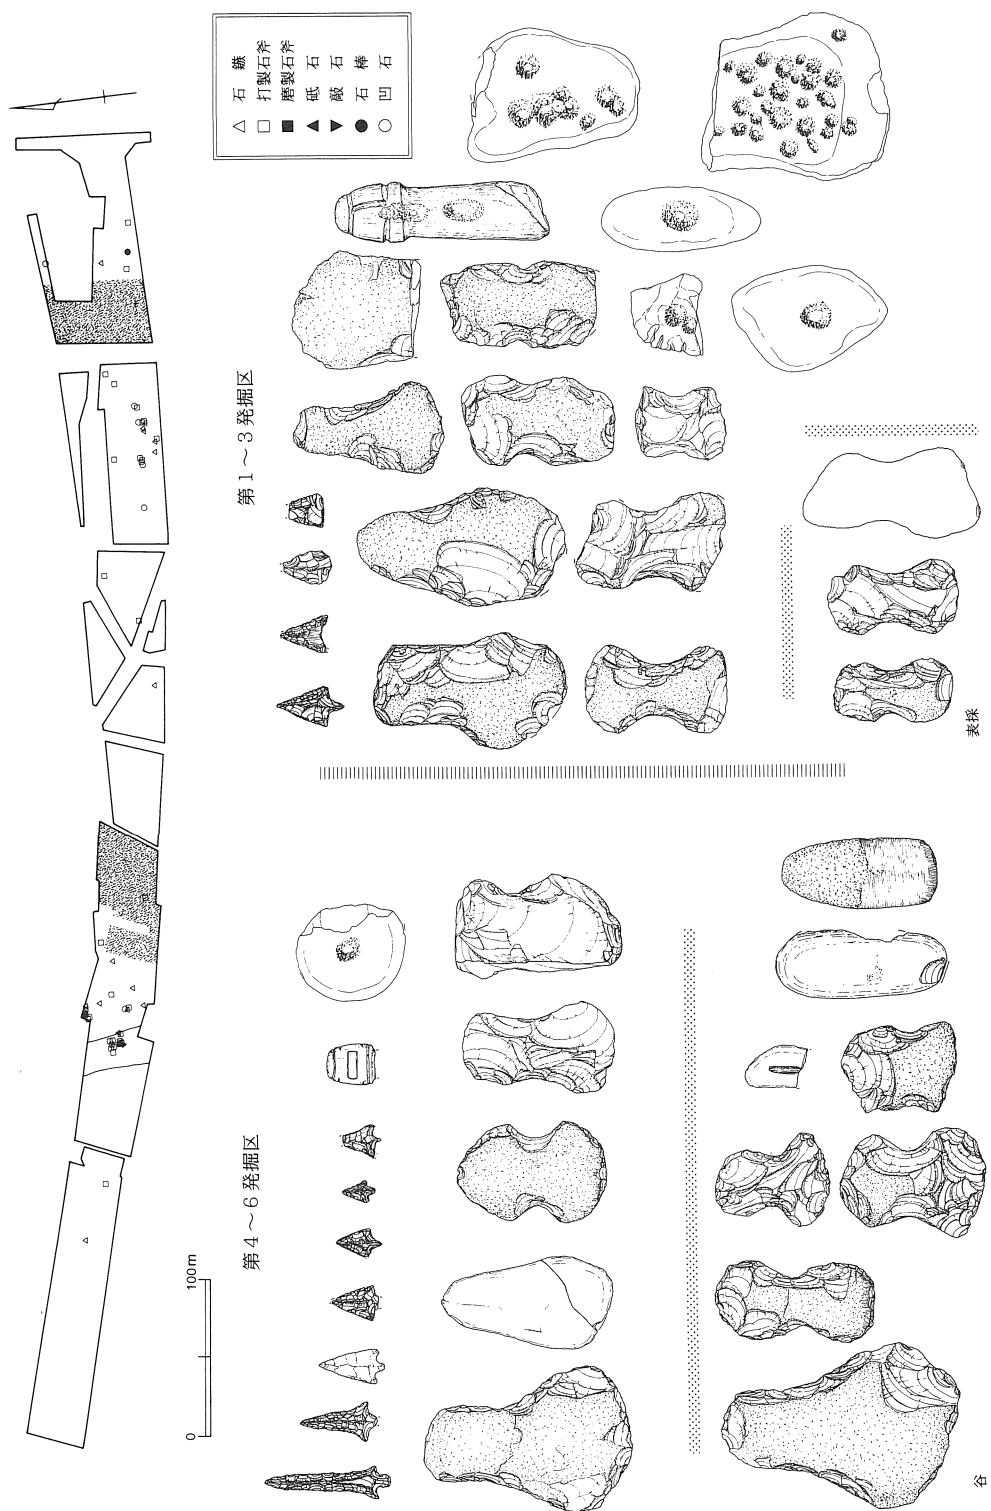 △ 石鏃
□ 打製石斧
■ 磨製石斧
▲ 砥石
▼ 敲石
● 石棒
○ 凹石
第1～3発掘区
表採
第4～6発掘区
谷
0 100m